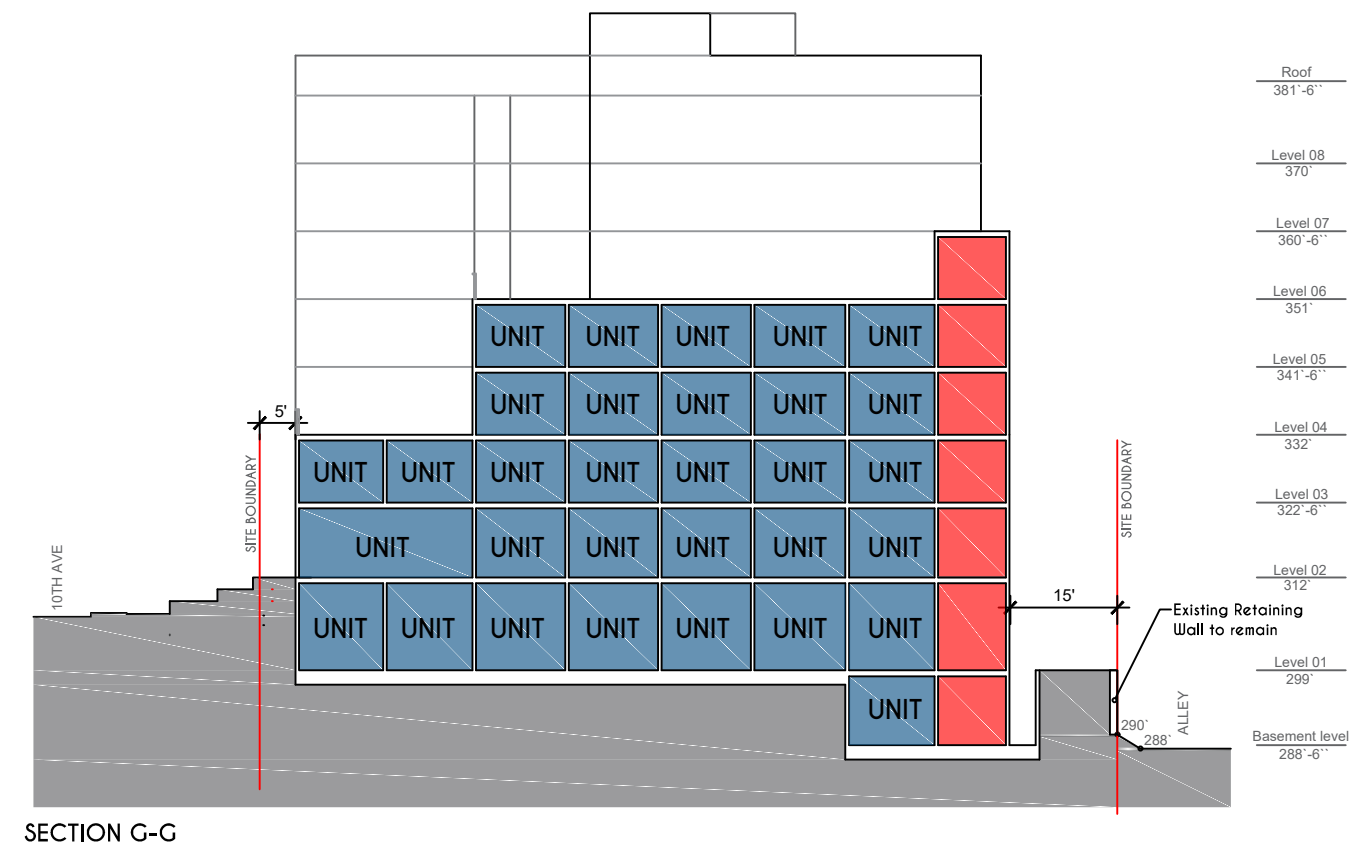 Roof
381`-6``
Level 08
370`
Level 07
360`-6``
Level 06
351`
UNIT UNIT UNIT UNIT UNIT
Level 05
341`-6``
UNIT UNIT UNIT UNIT UNIT
5'
Level 04
332`
SITE BOUNDARY
UNIT UNIT UNIT UNIT UNIT UNIT UNIT
SITE BOUNDARY
Level 03
322`-6``
10TH AVE
UNIT UNIT UNIT UNIT UNIT UNIT
Level 02
312`
15'
Existing Retaining
Wall to remain
UNIT UNIT UNIT UNIT UNIT UNIT UNIT
Level 01
299`
UNIT
290`
288`
ALLEY
Basement level
288`-6``
SECTION G-G